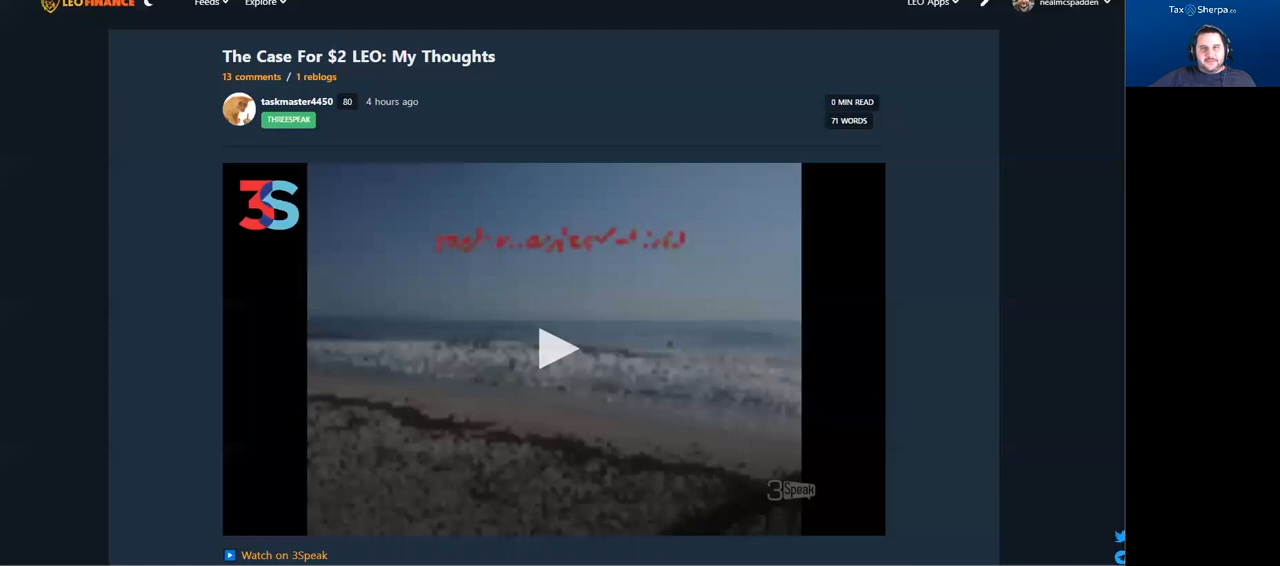 LEOFINANCE
Feeds
Explore
LEO Apps
nealmcspadden
Tax Sherpa.co
The Case For $2 LEO: My Thoughts
13 comments / 1 reblogs
taskmaster4450 80 4 hours ago
THREESPEAK
0 MIN READ
71 WORDS
3S
3Speak
Watch on 3Speak